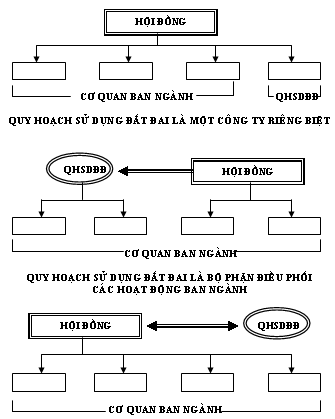 HỘI ĐỒNG
CƠ QUAN BAN NGÀNH
QHSDĐĐ
QUY HOẠCH SỬ DỤNG ĐẤT ĐAI LÀ MỘT CÔNG TY RIÊNG BIỆT
QHSDĐĐ
HỘI ĐỒNG
CƠ QUAN BAN NGÀNH
QUY HOẠCH SỬ DỤNG ĐẤT ĐAI LÀ BỘ PHẬN ĐIỀU PHỐI
CÁC HOẠT ĐỘNG BAN NGÀNH
HỘI ĐỒNG
QHSDĐĐ
CƠ QUAN BAN NGÀNH